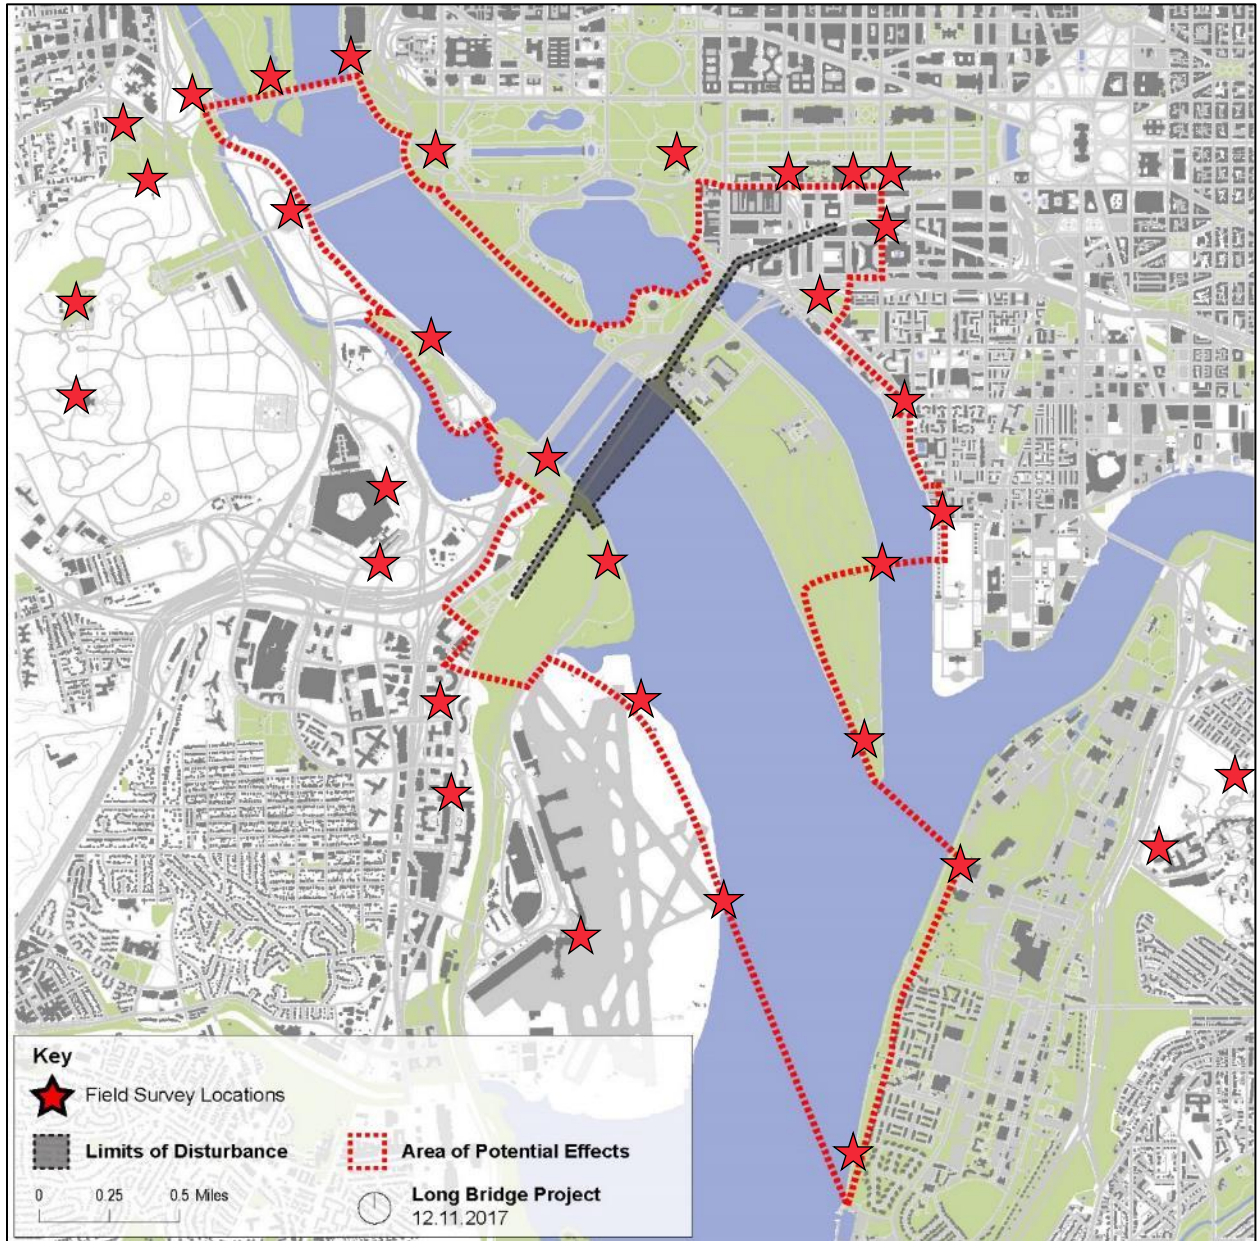 Key
Field Survey Locations
Limits of Disturbance
Area of Potential Effects
0 0.25 0.5 Miles
Long Bridge Project
12.11.2017